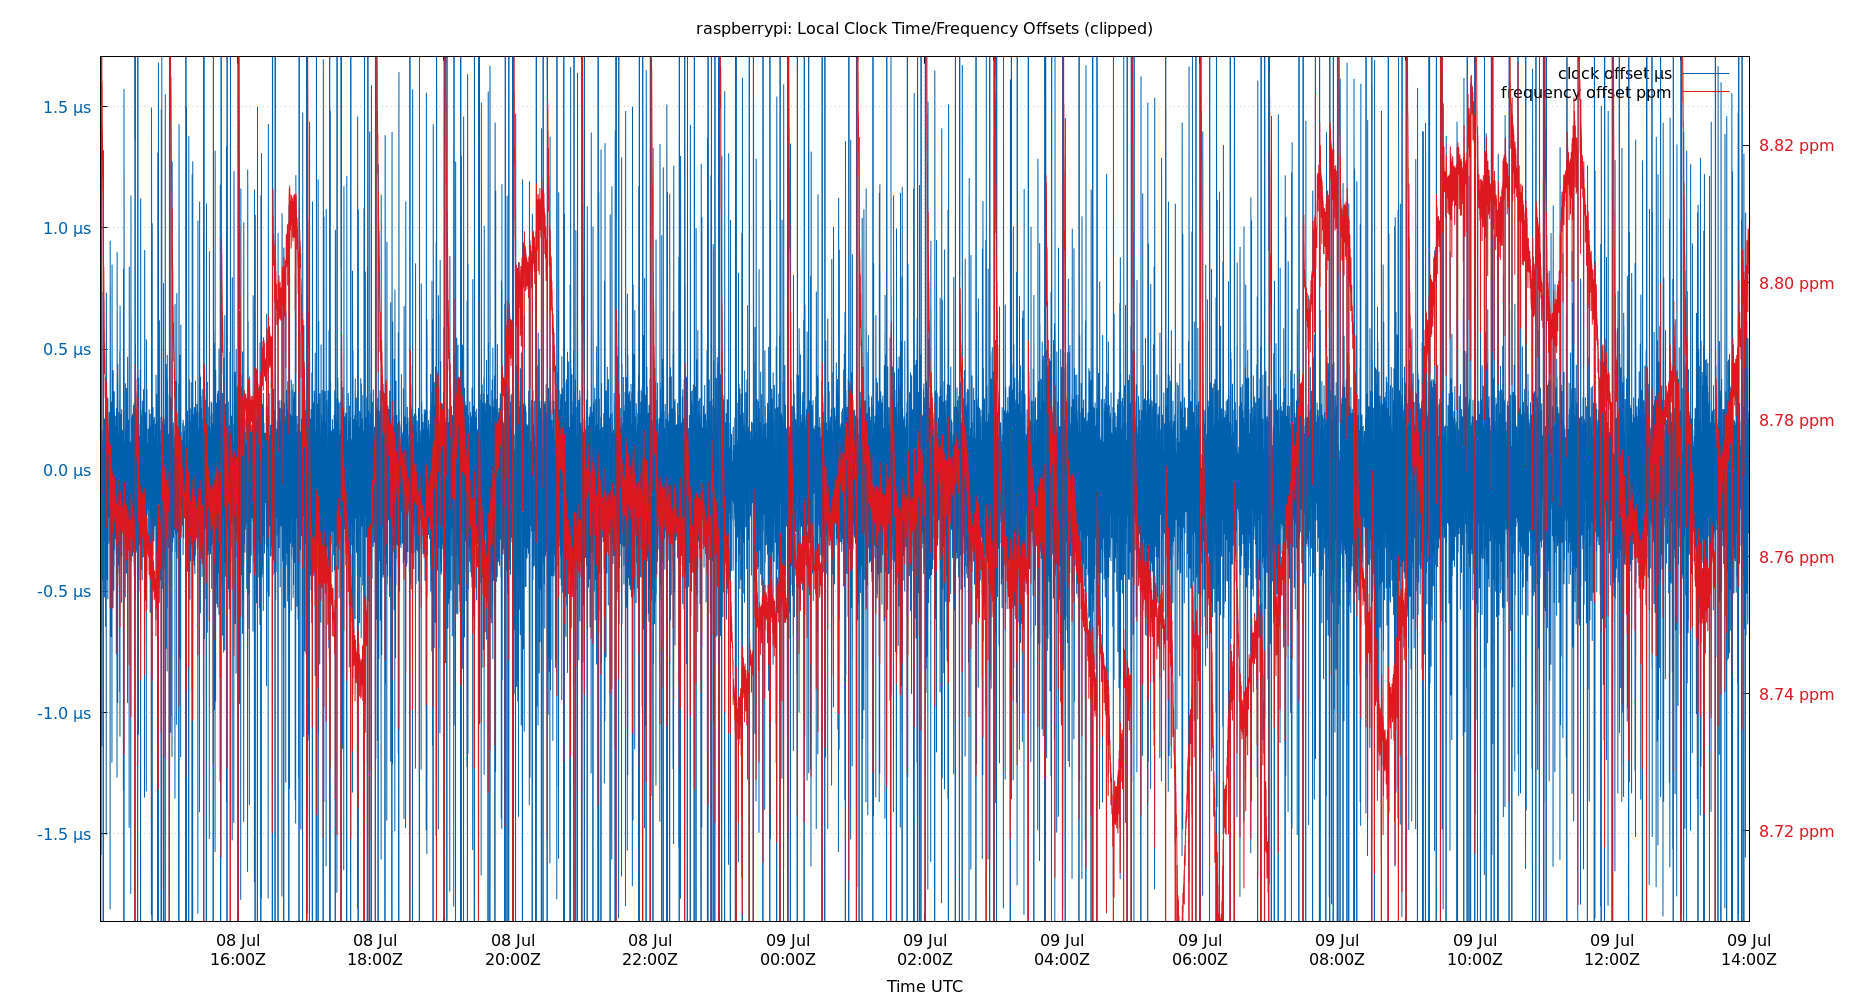 raspberrypi: Local Clock Time/Frequency Offsets (clipped)
clock offset µs
frequency offset ppm
1.5 µs
1.0 µs
0.5 µs
0.0 µs
-0.5 µs
-1.0 µs
-1.5 µs
8.82 ppm
8.80 ppm
8.78 ppm
8.76 ppm
8.74 ppm
8.72 ppm
08 Jul 08 Jul 08 Jul 08 Jul 09 Jul 09 Jul 09 Jul 09 Jul 09 Jul 09 Jul 09 Jul 09 Jul
16:00Z 18:00Z 20:00Z 22:00Z 00:00Z 02:00Z 04:00Z 06:00Z 08:00Z 10:00Z 12:00Z 14:00Z
Time UTC